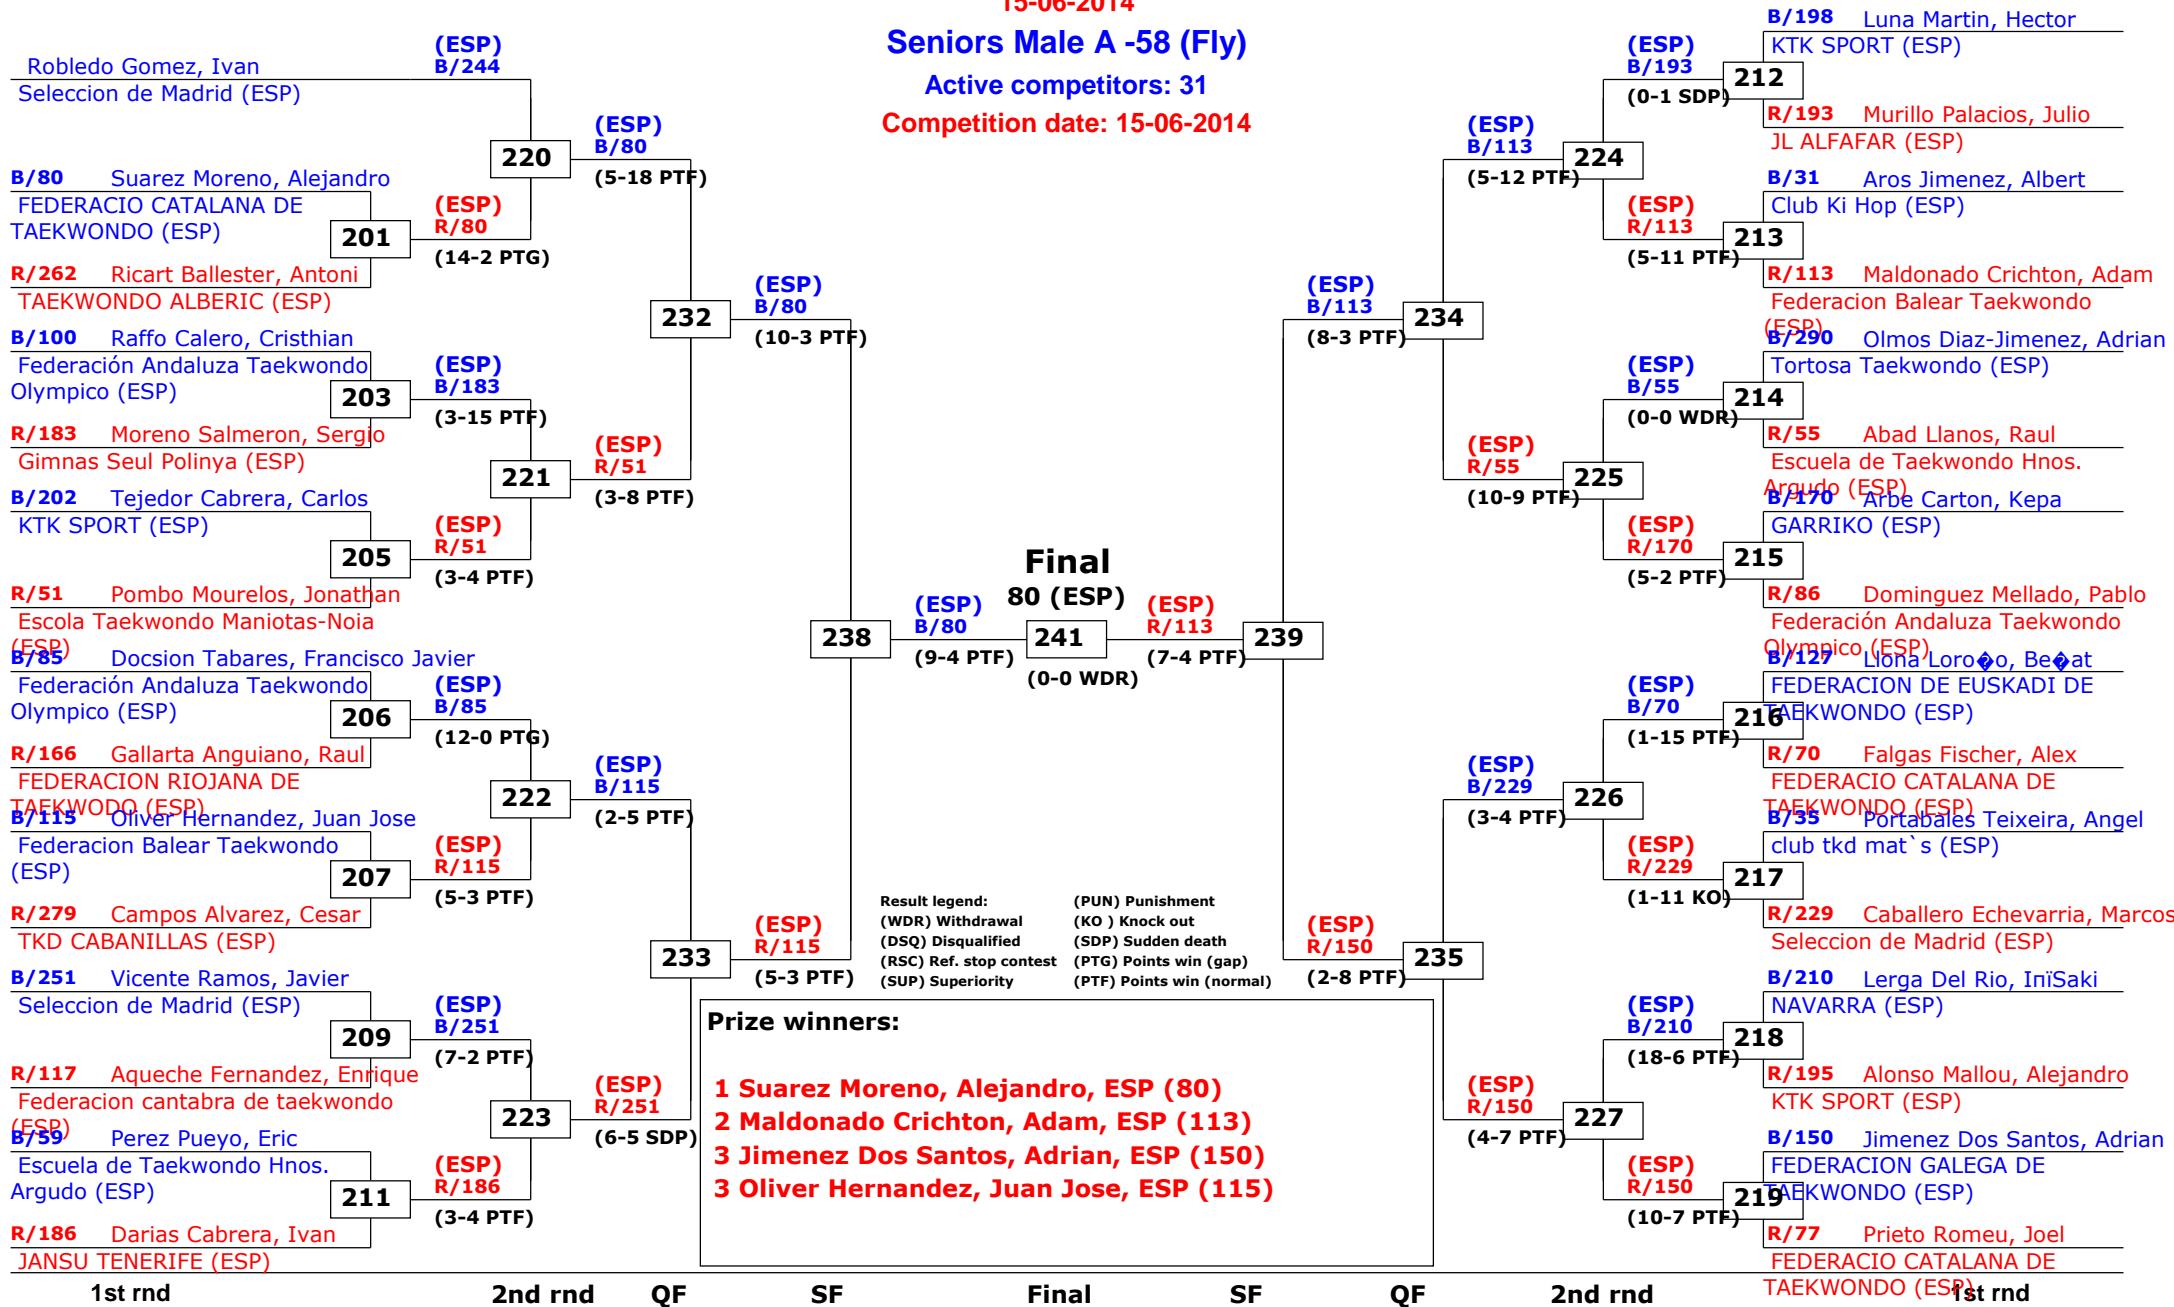 15-06-2014
Seniors Male A -58 (Fly)
Active competitors: 31
Competition date: 15-06-2014
Robledo Gomez, Ivan
Seleccion de Madrid (ESP)
B/80 Suarez Moreno, Alejandro
FEDERACIO CATALANA DE
TAEKWONDO (ESP)
201
R/262 Ricart Ballester, Antoni
TAEKWONDO ALBERIC (ESP)
B/100 Raffo Calero, Cristhian
Federación Andaluza Taekwondo
Olympico (ESP)
203
R/183 Moreno Salmeron, Sergio
Gimnas Seul Polinya (ESP)
B/202 Tejedor Cabrera, Carlos
KTK SPORT (ESP)
205
R/51 Pombo Mourelos, Jonathan
Escola Taekwondo Maniotas-Noia
(ESP)
B/85 Docsion Tabares, Francisco Javier
Federación Andaluza Taekwondo
Olympico (ESP)
206
R/166 Gallarta Anguiano, Raul
FEDERACION RIOJANA DE
TAEKWODO (ESP)
B/115 Oliver Hernandez, Juan Jose
Federacion Balear Taekwondo
(ESP)
207
R/279 Campos Alvarez, Cesar
TKD CABANILLAS (ESP)
B/251 Vicente Ramos, Javier
Seleccion de Madrid (ESP)
209
R/117 Aqueche Fernandez, Enrique
Federacion cantabra de taekwondo
(ESP)
B/59 Perez Pueyo, Eric
Escuela de Taekwondo Hnos.
Argudo (ESP)
211
R/186 Darias Cabrera, Ivan
JANSU TENERIFE (ESP)
(ESP)
B/244
220
(ESP)
R/80
(14-2 PTG)
(ESP)
B/183
(3-15 PTF)
221
(ESP)
R/51
(3-4 PTF)
(ESP)
B/85
(12-0 PTG)
222
(ESP)
R/115
(5-3 PTF)
(ESP)
B/251
(7-2 PTF)
223
(ESP)
R/186
(3-4 PTF)
(ESP)
B/80
(5-18 PTF)
232
(ESP)
R/51
(3-8 PTF)
(ESP)
B/115
(2-5 PTF)
233
(ESP)
R/251
(6-5 SDP)
(ESP)
B/80
(10-3 PTF)
238
(ESP)
R/115
(5-3 PTF)
(ESP)
B/80
(9-4 PTF)
Final
80 (ESP)
241
(0-0 WDR)
(ESP)
R/113
(7-4 PTF)
239
(ESP)
B/113
(8-3 PTF)
234
(ESP)
R/150
(2-8 PTF)
235
(ESP)
B/113
(5-12 PTF)
224
(ESP)
R/55
(10-9 PTF)
225
(ESP)
B/229
(3-4 PTF)
226
(ESP)
R/150
(4-7 PTF)
227
(ESP)
B/193
(0-1 SDP)
212
(ESP)
R/113
(5-11 PTF)
213
(ESP)
B/55
(0-0 WDR)
214
(ESP)
R/170
(5-2 PTF)
215
(ESP)
B/70
(1-15 PTF)
216
(ESP)
R/229
(1-11 KO)
217
(ESP)
B/210
(18-6 PTF)
218
(ESP)
R/150
(10-7 PTF)
219
B/198 Luna Martin, Hector
KTK SPORT (ESP)
R/193 Murillo Palacios, Julio
JL ALFAFAR (ESP)
B/31 Aros Jimenez, Albert
Club Ki Hop (ESP)
R/113 Maldonado Crichton, Adam
Federacion Balear Taekwondo
(ESP)
B/290 Olmos Diaz-Jimenez, Adrian
Tortosa Taekwondo (ESP)
R/55 Abad Llanos, Raul
Escuela de Taekwondo Hnos.
Argudo (ESP)
B/170 Arbe Carton, Kepa
GARRIKO (ESP)
R/86 Dominguez Mellado, Pablo
Federación Andaluza Taekwondo
Olympico (ESP)
B/127 Llona Loro�o, Be�at
FEDERACION DE EUSKADI DE
TAEKWONDO (ESP)
R/70 Falgas Fischer, Alex
FEDERACIO CATALANA DE
TAEKWONDO (ESP)
B/35 Portabales Teixeira, Angel
club tkd mat`s (ESP)
R/229 Caballero Echevarria, Marcos
Seleccion de Madrid (ESP)
B/210 Lerga Del Rio, IπïSaki
NAVARRA (ESP)
R/195 Alonso Mallou, Alejandro
KTK SPORT (ESP)
B/150 Jimenez Dos Santos, Adrian
FEDERACION GALEGA DE
TAEKWONDO (ESP)
R/77 Prieto Romeu, Joel
FEDERACIO CATALANA DE
TAEKWONDO (ESP)
Result legend: (PUN) Punishment
(WDR) Withdrawal (KO ) Knock out
(DSQ) Disqualified (SDP) Sudden death
(RSC) Ref. stop contest (PTG) Points win (gap)
(SUP) Superiority (PTF) Points win (normal)
Prize winners:
1 Suarez Moreno, Alejandro, ESP (80)
2 Maldonado Crichton, Adam, ESP (113)
3 Jimenez Dos Santos, Adrian, ESP (150)
3 Oliver Hernandez, Juan Jose, ESP (115)
1st rnd 2nd rnd QF SF Final SF QF 2nd rnd 1st rnd